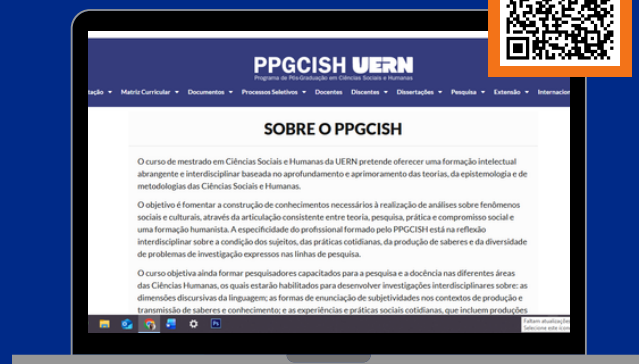 PPGCISH UERN
Programa de Pós-Graduação em Ciências Sociais e Humanas
tação Matriz Curricular Documentos Processos Seletivos Docentes Discentes Dissertações Pesquisa Extensão Internacion
SOBRE O PPGCISH
O curso de mestrado em Ciências Sociais e Humanas da UERN pretende oferecer uma formação intelectual
abrangente e interdisciplinar baseada no aprofundamento e aprimoramento das teorias, da epistemologia e de
metodologias das Ciências Sociais e Humanas.
O objetivo é fomentar a construção de conhecimentos necessários à realização de análises sobre fenômenos
sociais e culturais, através da articulação consistente entre teoria, pesquisa, prática e compromisso social e
uma formação humanista. A especificidade do profissional formado pelo PPGCISH está na reflexão
interdisciplinar sobre a condição dos sujeitos, das práticas cotidianas, da produção de saberes e da diversidade
de problemas de investigação expressos nas linhas de pesquisa.
O curso objetiva ainda formar pesquisadores capacitados para a pesquisa e a docência nas diferentes áreas
das Ciências Humanas, os quais estarão habilitados para desenvolver investigações interdisciplinares sobre: as
dimensões discursivas da linguagem; as formas de enunciação de subjetividades nos contextos de produção e
transmissão de saberes e conhecimento; e as experiências e práticas sociais cotidianas, que incluem produções
Ps
Faltam atualizações
Selecione este ícone